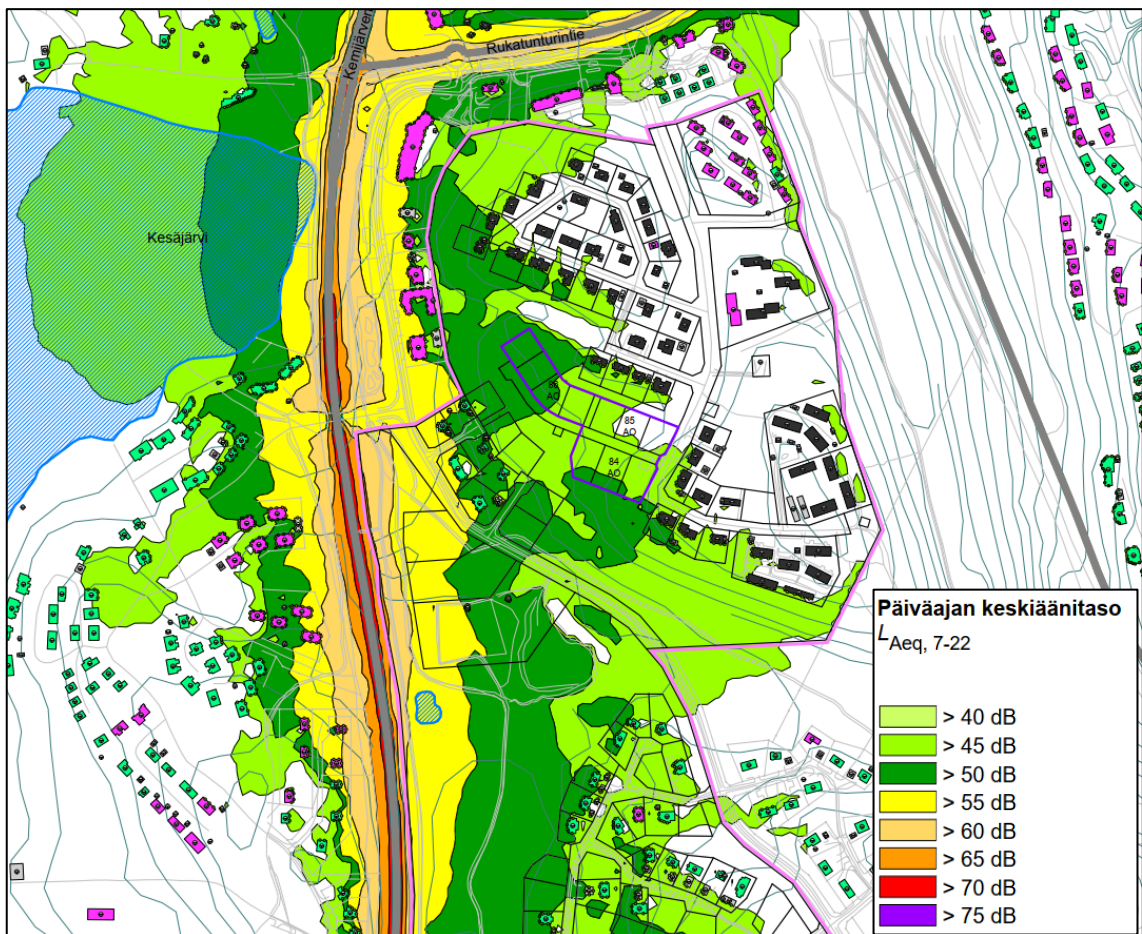 Rukatunturintie
Kemijärven
Kesäjärvi
86
AO
85
AO
84
AO
Päiväajan keskiäänitaso
LAeq, 7-22
> 40 dB
> 45 dB
> 50 dB
> 55 dB
> 60 dB
> 65 dB
> 70 dB
> 75 dB